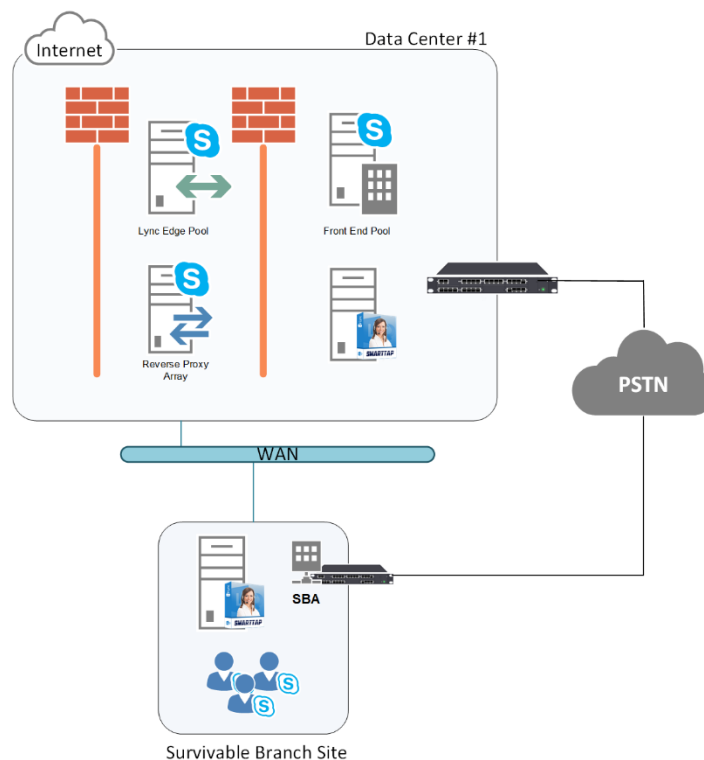 Internet
Data Center #1
Lync Edge Pool
Front End Pool
Reverse Proxy
Array
SMARTTAP
PSTN
WAN
SBA
SMARTTAP
Survivable Branch Site